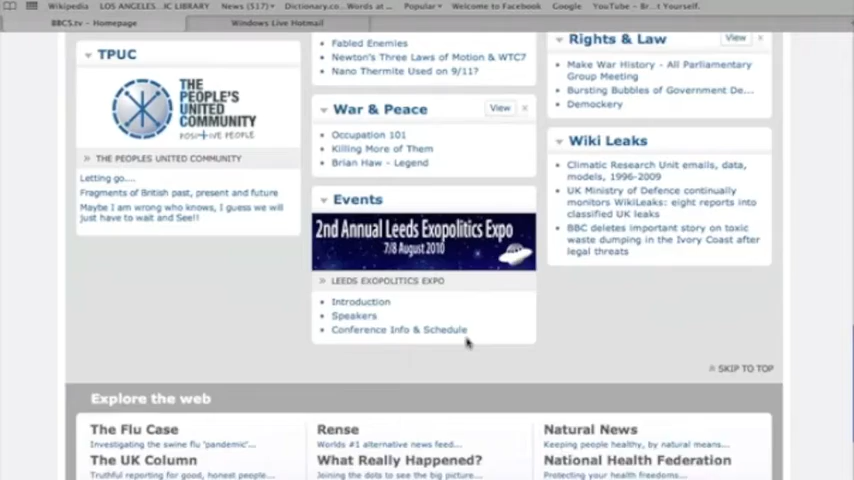 Wikipedia LOS ANGELES...IC LIBRARY News (517) Dictionary.co...Words at ... Popular Welcome to Facebook Google YouTube – Br...t Yourself.
BBC5.tv – Homepage Windows Live Hotmail
TPUC
THE
PEOPLE'S
UNITED
COMMUNITY
POSITIVE PEOPLE
» THE PEOPLES UNITED COMMUNITY
Letting go....
Fragments of British past, present and future
Maybe I am wrong who knows, I guess we will
just have to wait and See!!
Fabled Enemies
Newton's Three Laws of Motion & WTC7
Nano Thermite Used on 9/11?
War & Peace View ×
Occupation 101
Killing More of Them
Brian Haw - Legend
Events
2nd Annual Leeds Exopolitics Expo
7/8 August 2010
» LEEDS EXOPOLITICS EXPO
Introduction
Speakers
Conference Info & Schedule
Rights & Law View ×
Make War History - All Parliamentary
Group Meeting
Bursting Bubbles of Government De...
Demockery
Wiki Leaks
Climatic Research Unit emails, data,
models, 1996-2009
UK Ministry of Defence continually
monitors WikiLeaks: eight reports into
classified UK leaks
BBC deletes important story on toxic
waste dumping in the Ivory Coast after
legal threats
SKIP TO TOP
Explore the web
The Flu Case
Investigating the swine flu 'pandemic'...
The UK Column
Truthful reporting for good, honest people...
Rense
Worlds #1 alternative news feed...
What Really Happened?
Joining the dots to see the big picture...
Natural News
Keeping people healthy, by natural means...
National Health Federation
Protecting your health freedoms...